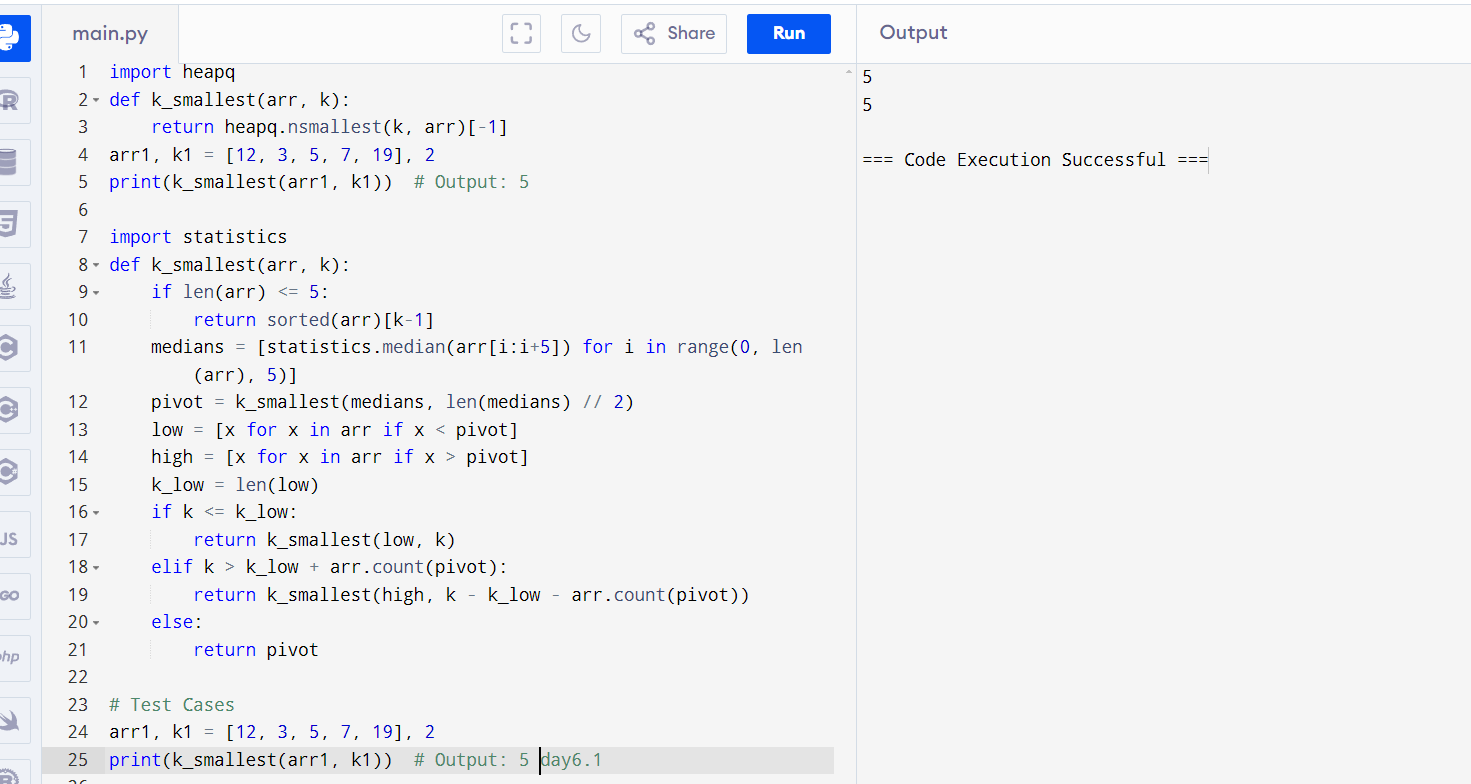 main.py
Share
Run
Output
1 import heapq
2 def k_smallest(arr, k):
3     return heapq.nsmallest(k, arr)[-1]
4 arr1, k1 = [12, 3, 5, 7, 19], 2
5 print(k_smallest(arr1, k1))  # Output: 5
6
7 import statistics
8 def k_smallest(arr, k):
9     if len(arr) <= 5:
10         return sorted(arr)[k-1]
11     medians = [statistics.median(arr[i:i+5]) for i in range(0, len
(arr), 5)]
12     pivot = k_smallest(medians, len(medians) // 2)
13     low = [x for x in arr if x < pivot]
14     high = [x for x in arr if x > pivot]
15     k_low = len(low)
16     if k <= k_low:
17         return k_smallest(low, k)
18     elif k > k_low + arr.count(pivot):
19         return k_smallest(high, k - k_low - arr.count(pivot))
20     else:
21         return pivot
22
23 # Test Cases
24 arr1, k1 = [12, 3, 5, 7, 19], 2
25 print(k_smallest(arr1, k1))  # Output: 5 day6.1
5
5
=== Code Execution Successful ===
R
JS
GO
php